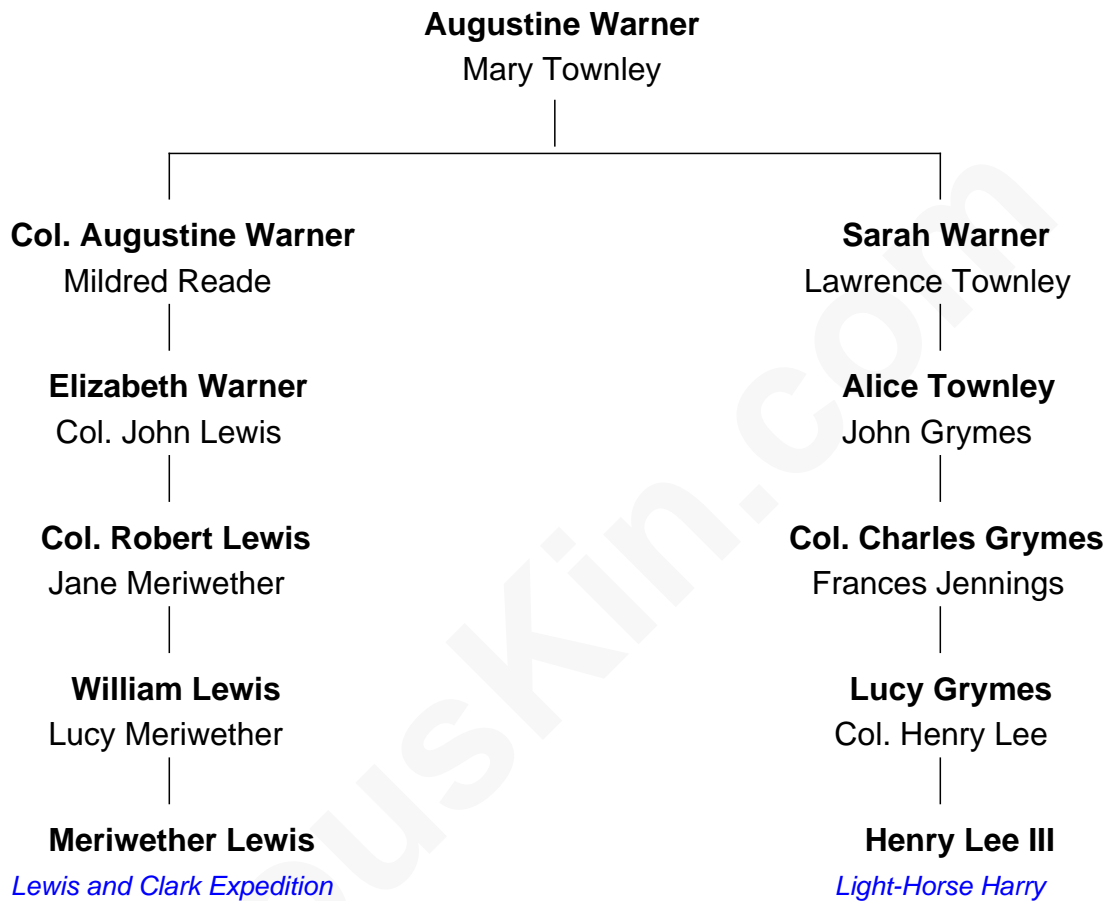 Augustine Warner
Mary Townley
Col. Augustine Warner
Mildred Reade
Sarah Warner
Lawrence Townley
Elizabeth Warner
Col. John Lewis
Alice Townley
John Grymes
Col. Robert Lewis
Jane Meriwether
Col. Charles Grymes
Frances Jennings
William Lewis
Lucy Meriwether
Lucy Grymes
Col. Henry Lee
Meriwether Lewis
Lewis and Clark Expedition
Henry Lee III
Light-Horse Harry
ousKin.com